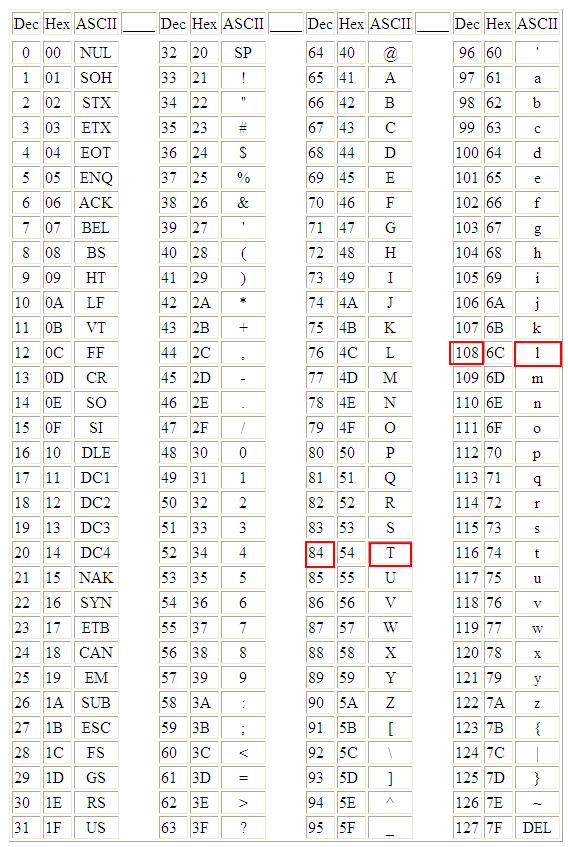 Dec Hex ASCII _____ Dec Hex ASCII _____ Dec Hex ASCII _____ Dec Hex ASCII
0 00 NUL 32 20 SP 64 40 @ 96 60 '
1 01 SOH 33 21 ! 65 41 A 97 61 a
2 02 STX 34 22 " 66 42 B 98 62 b
3 03 ETX 35 23 # 67 43 C 99 63 c
4 04 EOT 36 24 $ 68 44 D 100 64 d
5 05 ENQ 37 25 % 69 45 E 101 65 e
6 06 ACK 38 26 & 70 46 F 102 66 f
7 07 BEL 39 27 ' 71 47 G 103 67 g
8 08 BS 40 28 ( 72 48 H 104 68 h
9 09 HT 41 29 ) 73 49 I 105 69 i
10 0A LF 42 2A * 74 4A J 106 6A j
11 0B VT 43 2B + 75 4B K 107 6B k
12 0C FF 44 2C , 76 4C L 108 6C l
13 0D CR 45 2D - 77 4D M 109 6D m
14 0E SO 46 2E . 78 4E N 110 6E n
15 0F SI 47 2F / 79 4F O 111 6F o
16 10 DLE 48 30 0 80 50 P 112 70 p
17 11 DC1 49 31 1 81 51 Q 113 71 q
18 12 DC2 50 32 2 82 52 R 114 72 r
19 13 DC3 51 33 3 83 53 S 115 73 s
20 14 DC4 52 34 4 84 54 T 116 74 t
21 15 NAK 53 35 5 85 55 U 117 75 u
22 16 SYN 54 36 6 86 56 V 118 76 v
23 17 ETB 55 37 7 87 57 W 119 77 w
24 18 CAN 56 38 8 88 58 X 120 78 x
25 19 EM 57 39 9 89 59 Y 121 79 y
26 1A SUB 58 3A : 90 5A Z 122 7A z
27 1B ESC 59 3B ; 91 5B [ 123 7B {
28 1C FS 60 3C < 92 5C \ 124 7C |
29 1D GS 61 3D = 93 5D ] 125 7D }
30 1E RS 62 3E > 94 5E ^ 126 7E ~
31 1F US 63 3F ? 95 5F _ 127 7F DEL